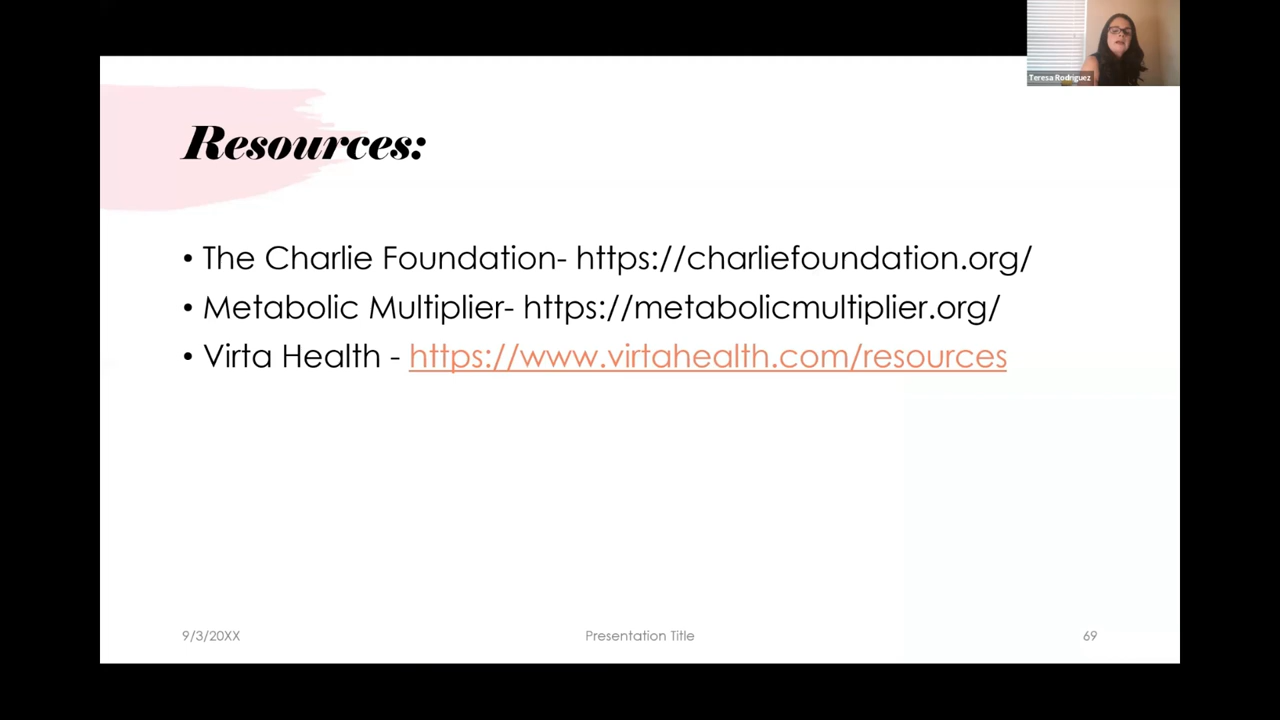 Teresa Rodriguez
Resources:
• The Charlie Foundation- https://charliefoundation.org/
• Metabolic Multiplier- https://metabolicmultiplier.org/
• Virta Health - https://www.virtahealth.com/resources
9/3/20XX
Presentation Title
69